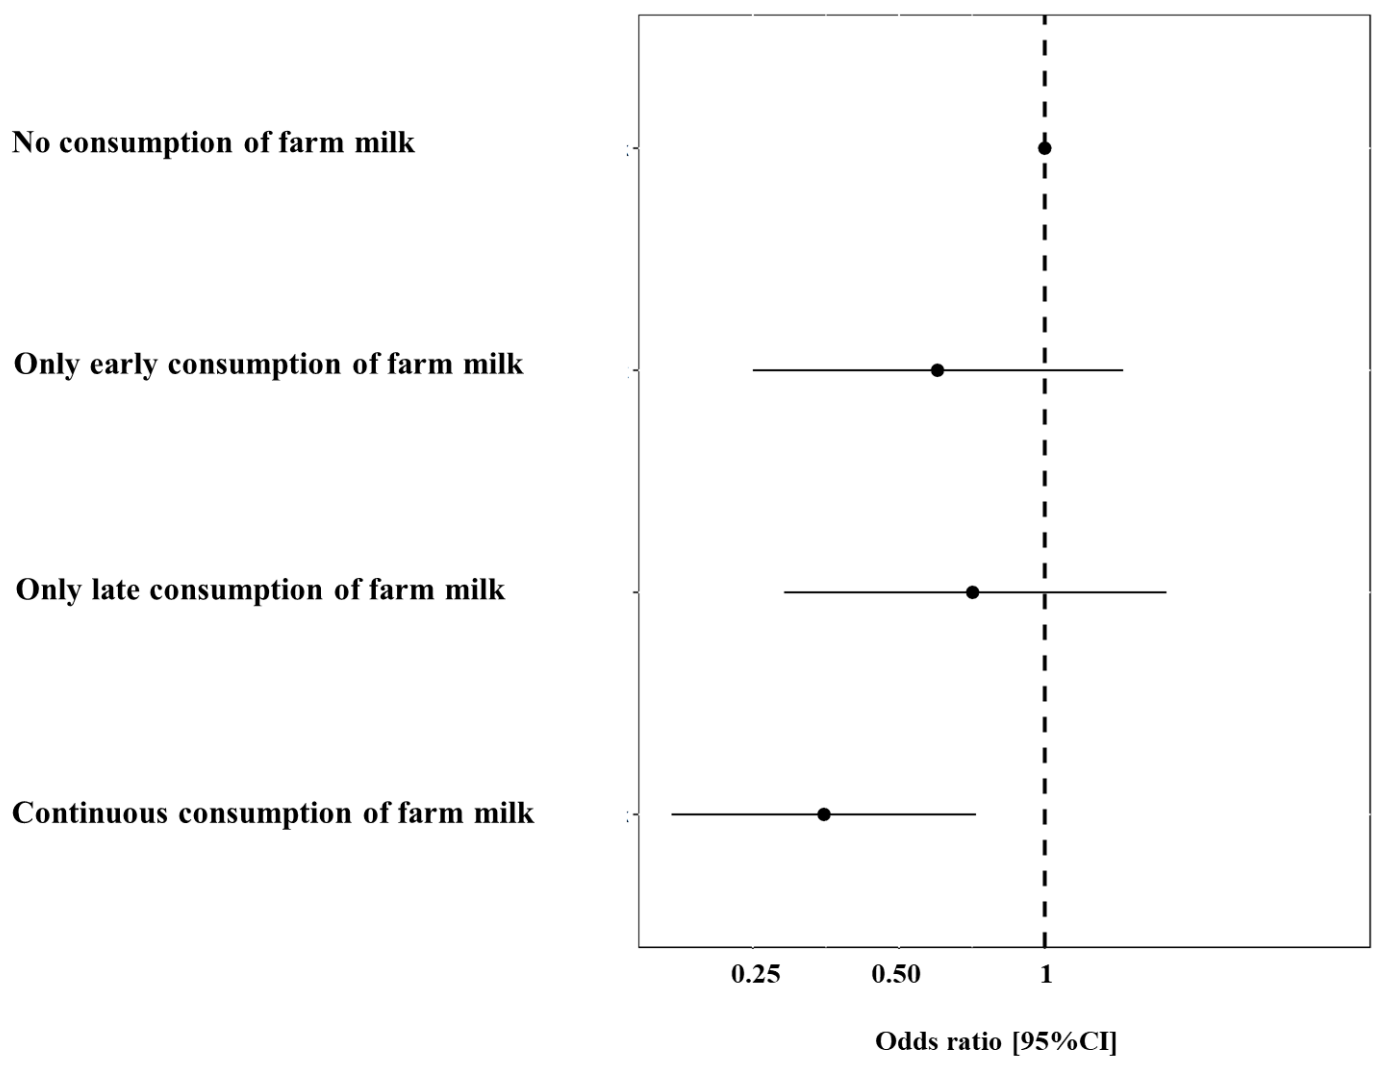 No consumption of farm milk
Only early consumption of farm milk
Only late consumption of farm milk
Continuous consumption of farm milk
0.25 0.50 1
Odds ratio [95%CI]